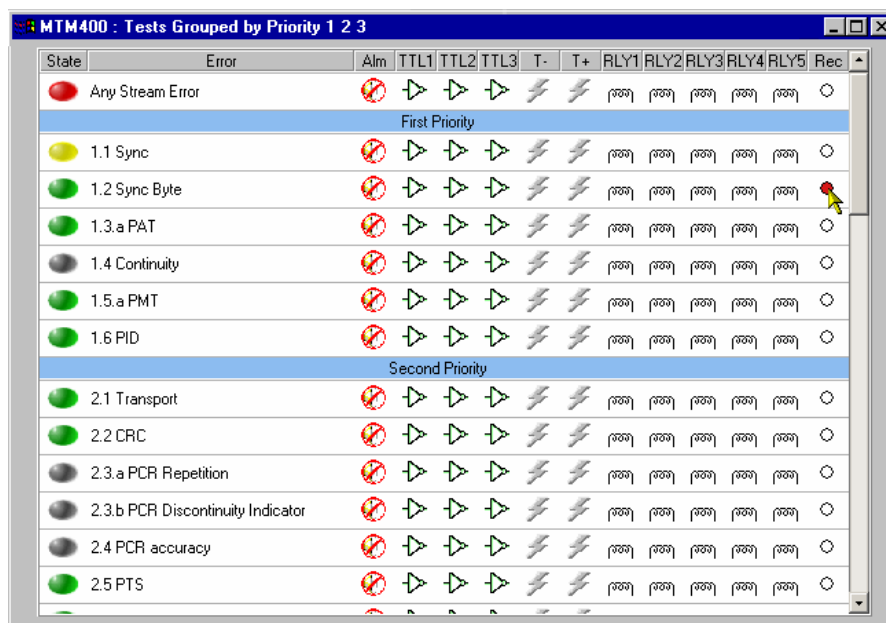 MTM400 : Tests Grouped by Priority 1 2 3
State Error Alm TTL1 TTL2 TTL3 T- T+ RLY1 RLY2 RLY3 RLY4 RLY5 Rec
Any Stream Error
First Priority
1.1 Sync
1.2 Sync Byte
1.3.a PAT
1.4 Continuity
1.5.a PMT
1.6 PID
Second Priority
2.1 Transport
2.2 CRC
2.3.a PCR Repetition
2.3.b PCR Discontinuity Indicator
2.4 PCR accuracy
2.5 PTS